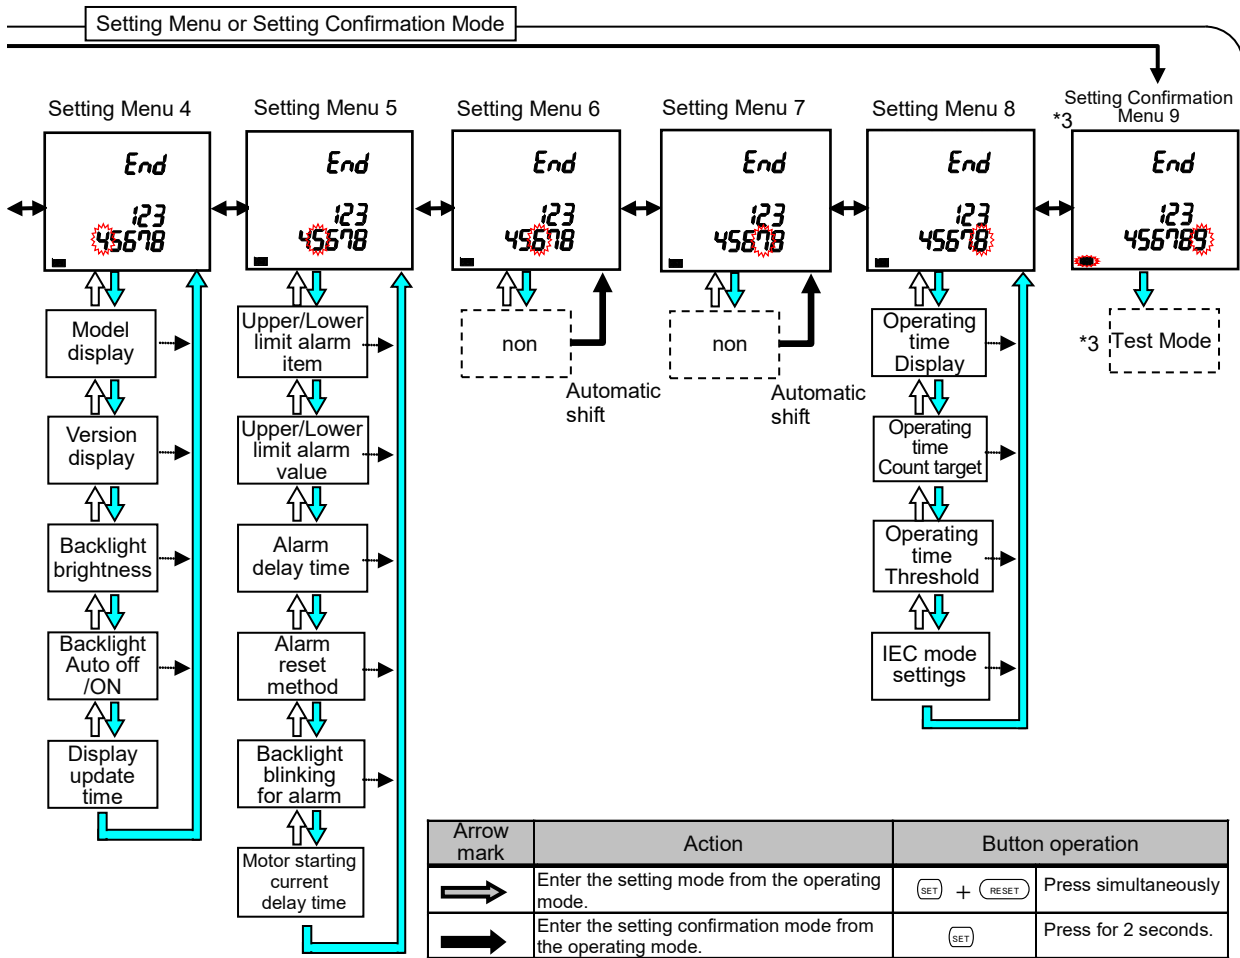 Setting Menu or Setting Confirmation Mode
Setting Menu 4
Setting Menu 5
Setting Menu 6
Setting Menu 7
Setting Menu 8
Setting Confirmation
Menu 9
*3
End
123
45678
End
123
45678
End
123
45678
End
123
45678
End
123
45678
End
123
456789
Model
display
Version
display
Backlight
brightness
Backlight
Auto off
/ON
Display
update
time
Upper/Lower
limit alarm
item
Upper/Lower
limit alarm
value
Alarm
delay time
Alarm
reset
method
Backlight
blinking
for alarm
Motor starting
current
delay time
non
Automatic
shift
non
Automatic
shift
Operating
time
Display
Operating
time
Count target
Operating
time
Threshold
IEC mode
settings
*3
Test Mode
Arrow
mark
Action
Button operation
Enter the setting mode from the operating
mode.
SET + RESET
Press simultaneously
Enter the setting confirmation mode from
the operating mode.
SET
Press for 2 seconds.